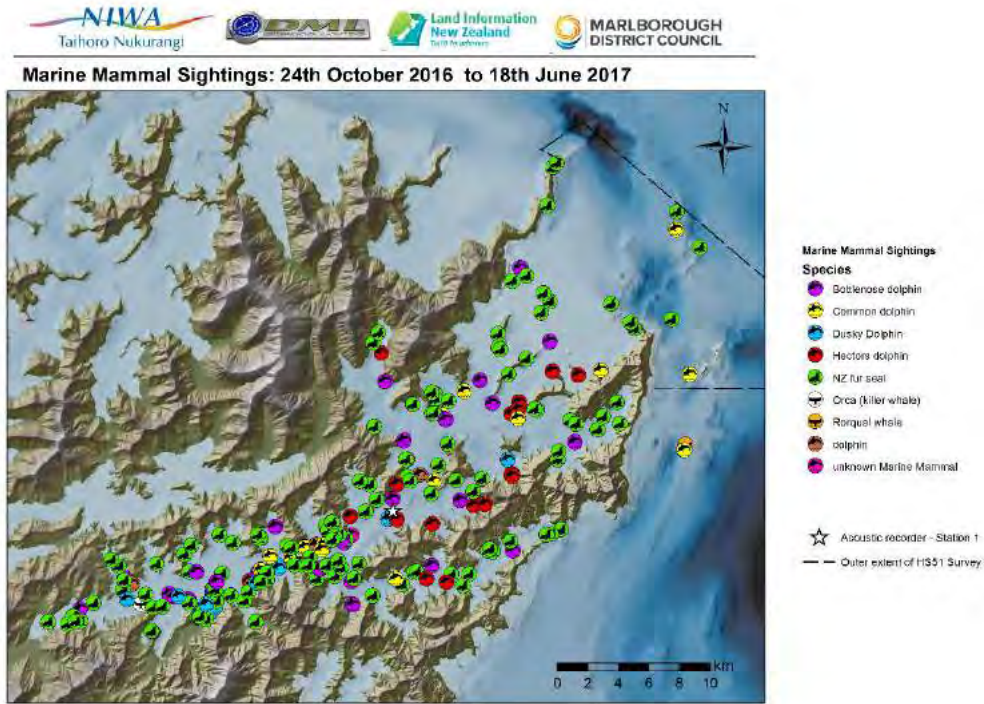 NIWA
Taihoro Nukurangi
DML
Land Information
New Zealand
MARLBOROUGH
DISTRICT COUNCIL
Marine Mammal Sightings: 24th October 2016 to 18th June 2017
N
Marine Mammal Sightings
Species
Bottlenose dolphin
Common dolphin
Dusky Dolphin
Hectors dolphin
NZ fur seal
Orca (killer whale)
Rorqual whale
dolphin
unknown Marine Mammal
Acoustic recorder - Station 1
Outer extent of HS51 Survey
km
0 2 4 6 8 10